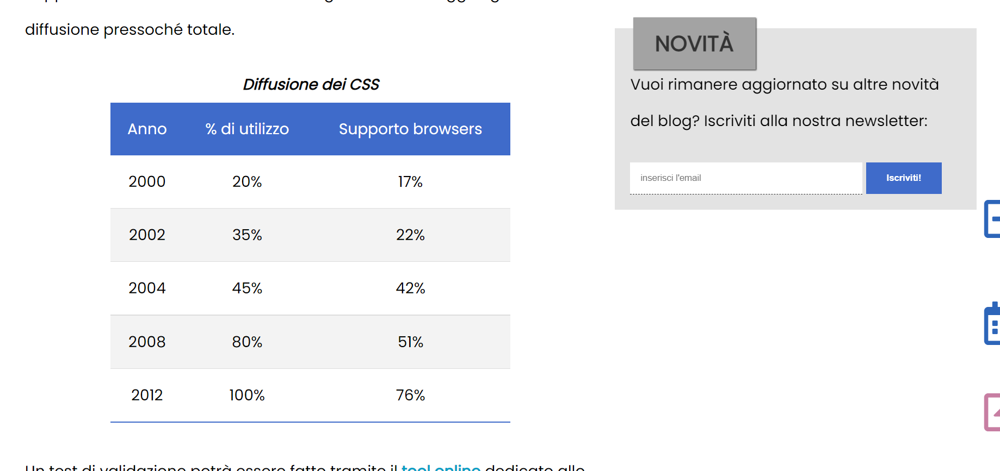 diffusione pressoché totale.
Diffusione dei CSS
Anno % di utilizzo Supporto browsers
2000 20% 17%
2002 35% 22%
2004 45% 42%
2008 80% 51%
2012 100% 76%
Un test di validazione potrà essere fatto tramite il tool online dedicato allo
NOVITÀ
Vuoi rimanere aggiornato su altre novità
del blog? Iscriviti alla nostra newsletter:
inserisci l'email Iscriviti!